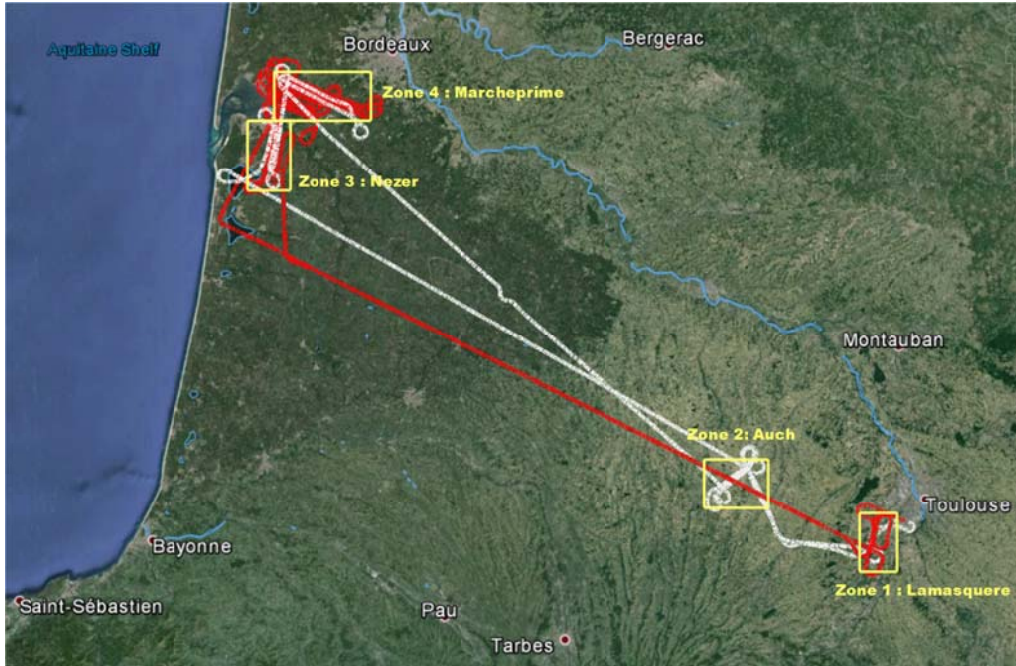 Aquitaine Shelf
Bordeaux
Bergerac
Zone 4 : Marcheprime
Zone 3 : Nezer
Montauban
Zone 2: Auch
Toulouse
Bayonne
Zone 1 : Lamasquere
Saint-Sébastien
Pau
Tarbes